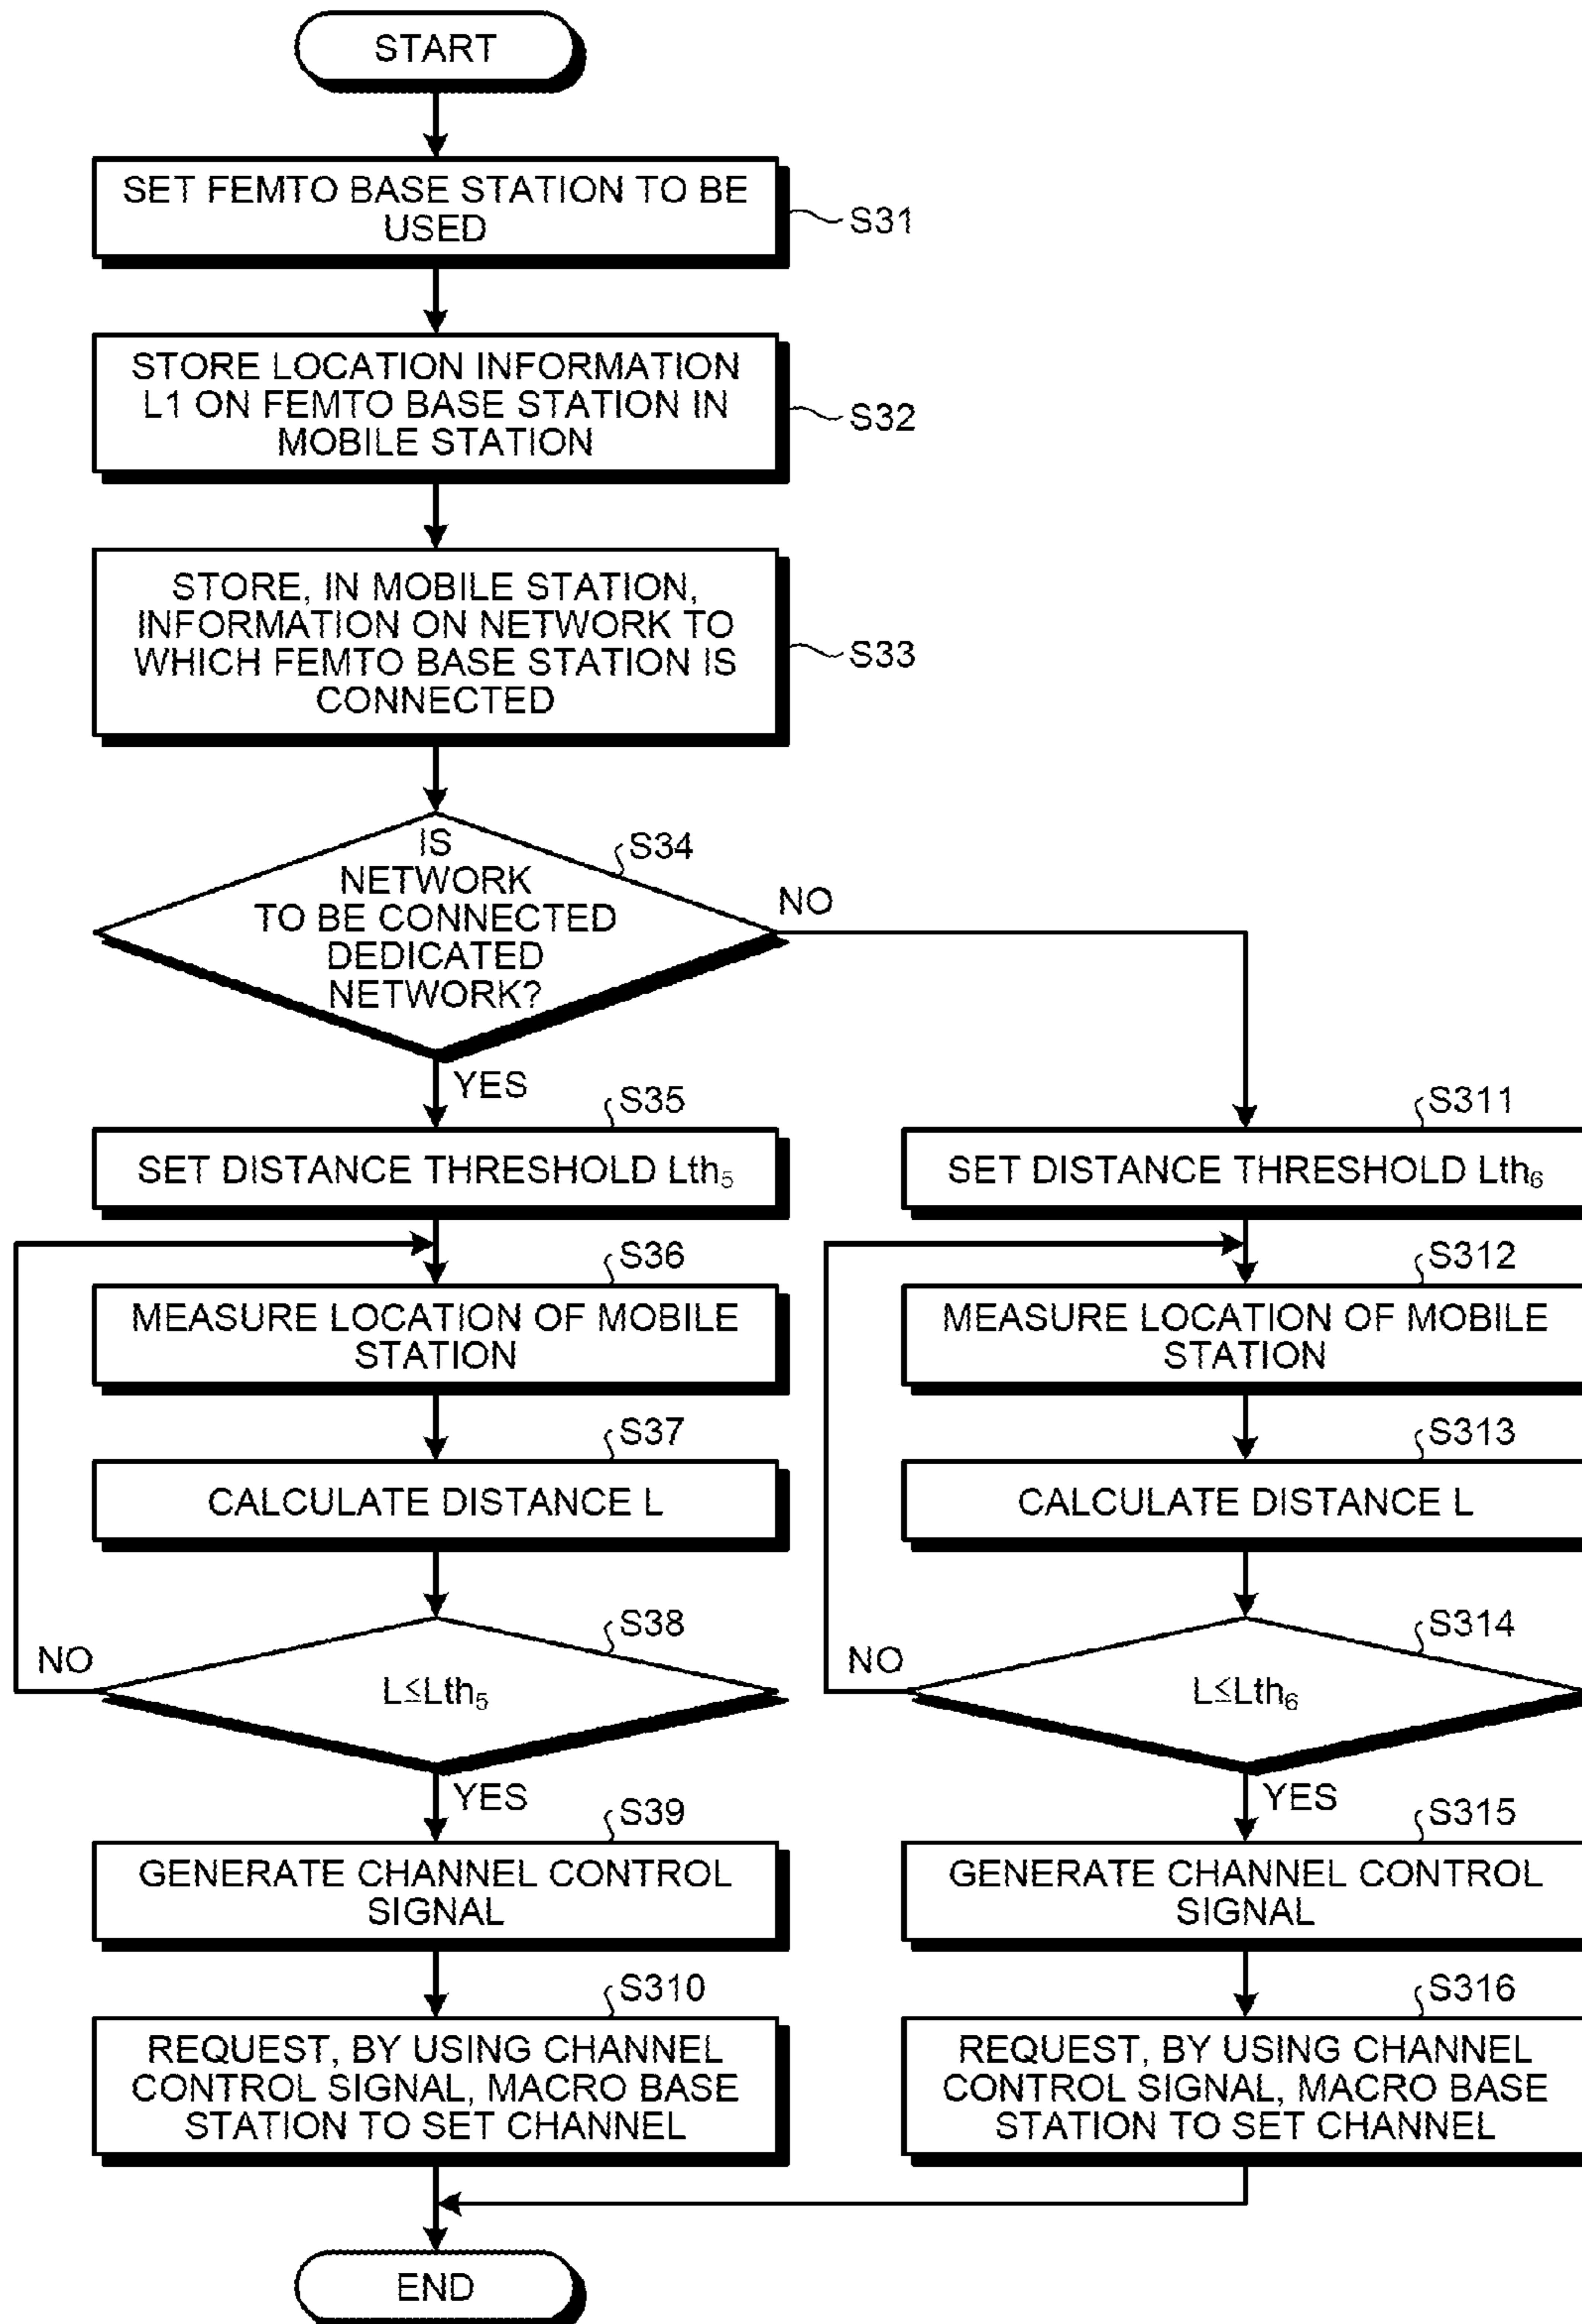 START
SET FEMTO BASE STATION TO BE
USED
S31
STORE LOCATION INFORMATION
L1 ON FEMTO BASE STATION IN
MOBILE STATION
S32
STORE, IN MOBILE STATION,
INFORMATION ON NETWORK TO
WHICH FEMTO BASE STATION IS
CONNECTED
S33
IS
NETWORK
TO BE CONNECTED
DEDICATED
NETWORK?
S34
NO
YES
S35
SET DISTANCE THRESHOLD Lth₅
S36
MEASURE LOCATION OF MOBILE
STATION
S37
CALCULATE DISTANCE L
S38
NO
L≤Lth₅
YES
S39
GENERATE CHANNEL CONTROL
SIGNAL
S310
REQUEST, BY USING CHANNEL
CONTROL SIGNAL, MACRO BASE
STATION TO SET CHANNEL
S311
SET DISTANCE THRESHOLD Lth₆
S312
MEASURE LOCATION OF MOBILE
STATION
S313
CALCULATE DISTANCE L
S314
NO
L≤Lth₆
YES
S315
GENERATE CHANNEL CONTROL
SIGNAL
S316
REQUEST, BY USING CHANNEL
CONTROL SIGNAL, MACRO BASE
STATION TO SET CHANNEL
END